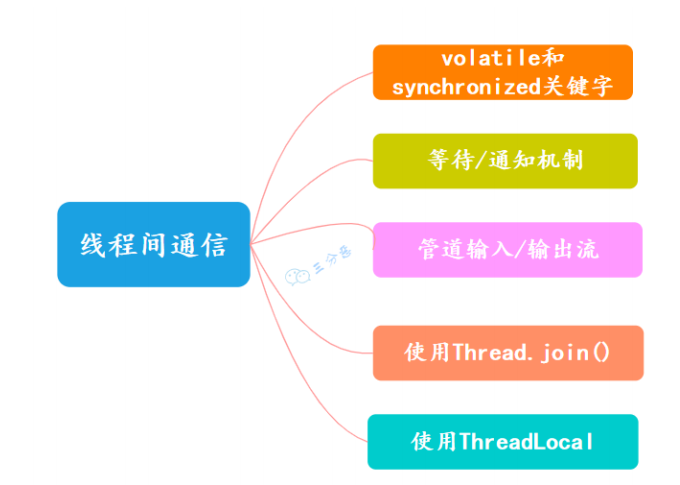 volatile和
synchronized关键字
等待/通知机制
线程间通信
管道输入/输出流
三分恶
使用Thread.join()
使用ThreadLocal